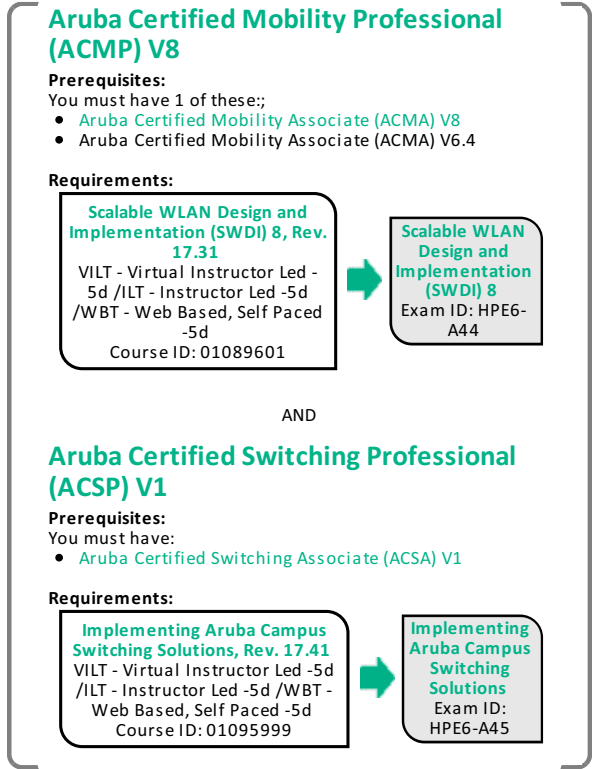 Aruba Certified Mobility Professional
(ACMP) V8
Prerequisites:
You must have 1 of these:;
• Aruba Certified Mobility Associate (ACMA) V8
• Aruba Certified Mobility Associate (ACMA) V6.4
Requirements:
Scalable WLAN Design and
Implementation (SWDI) 8, Rev.
17.31
VILT - Virtual Instructor Led -
5d /ILT - Instructor Led -5d
/WBT - Web Based, Self Paced
-5d
Course ID: 01089601
Scalable WLAN
Design and
Implementation
(SWDI) 8
Exam ID: HPE6-
A44
AND
Aruba Certified Switching Professional
(ACSP) V1
Prerequisites:
You must have:
• Aruba Certified Switching Associate (ACSA) V1
Requirements:
Implementing Aruba Campus
Switching Solutions, Rev. 17.41
VILT - Virtual Instructor Led -5d
/ILT - Instructor Led -5d /WBT -
Web Based, Self Paced -5d
Course ID: 01095999
Implementing
Aruba Campus
Switching
Solutions
Exam ID:
HPE6-A45